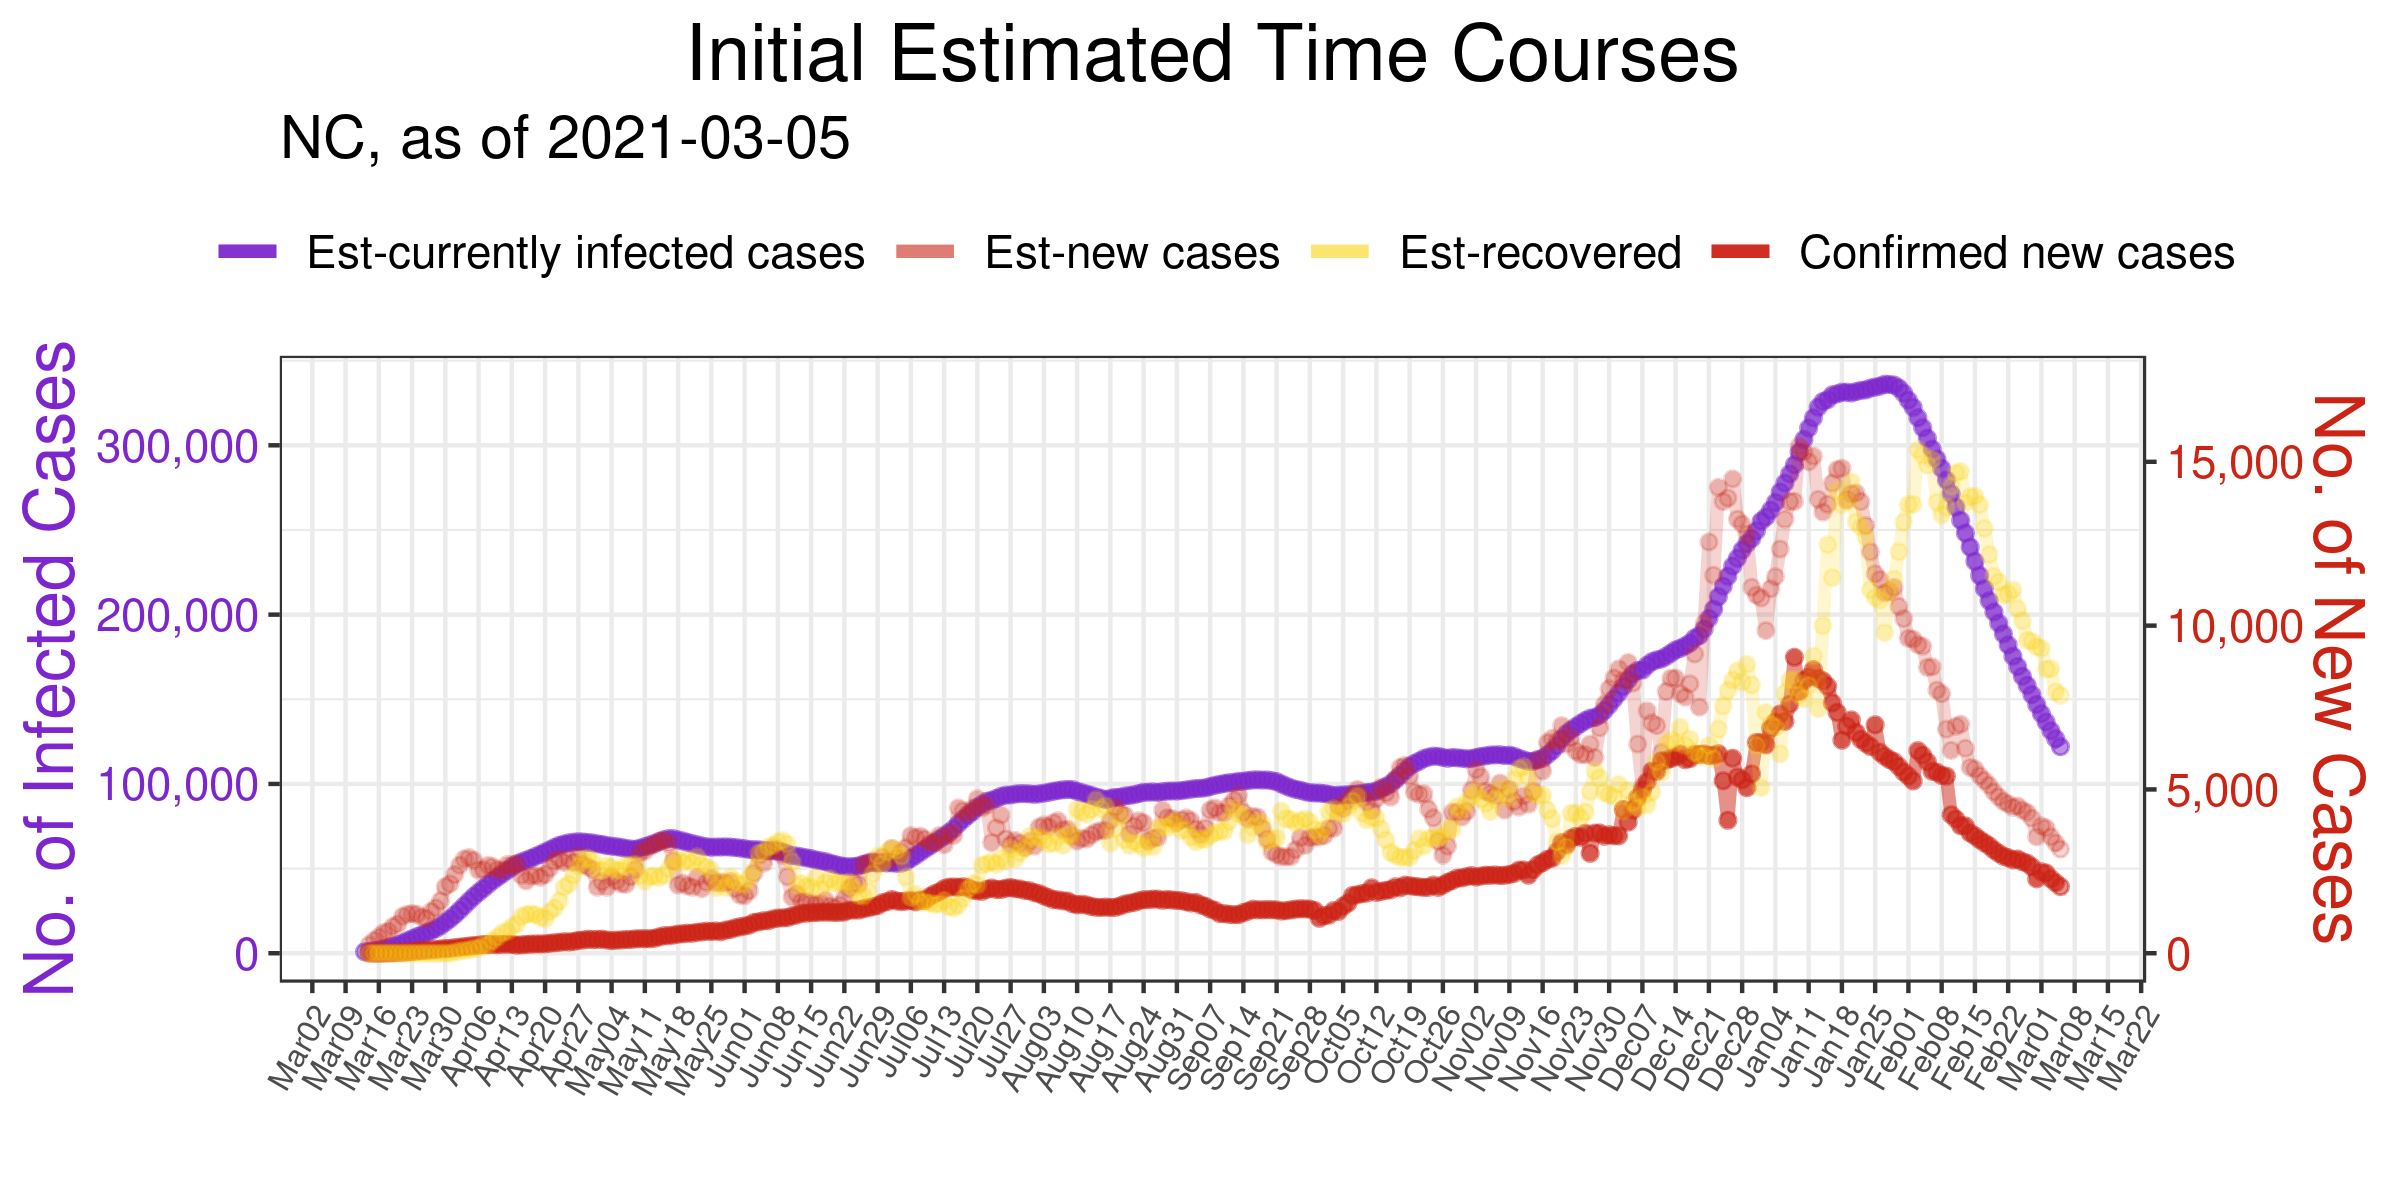 Initial Estimated Time Courses
NC, as of 2021-03-05
Est-currently infected cases
Est-new cases
Est-recovered
Confirmed new cases
No. of Infected Cases
300,000
200,000
100,000
0
15,000
10,000
5,000
0
No. of New Cases
Mar02
Mar09
Mar16
Mar23
Mar30
Apr06
Apr13
Apr20
Apr27
May04
May11
May18
May25
Jun01
Jun08
Jun15
Jun22
Jun29
Jul06
Jul13
Jul20
Jul27
Aug03
Aug10
Aug17
Aug24
Aug31
Sep07
Sep14
Sep21
Sep28
Oct05
Oct12
Oct19
Oct26
Nov02
Nov09
Nov16
Nov23
Nov30
Dec07
Dec14
Dec21
Dec28
Jan04
Jan11
Jan18
Jan25
Feb01
Feb08
Feb15
Feb22
Mar01
Mar08
Mar15
Mar22